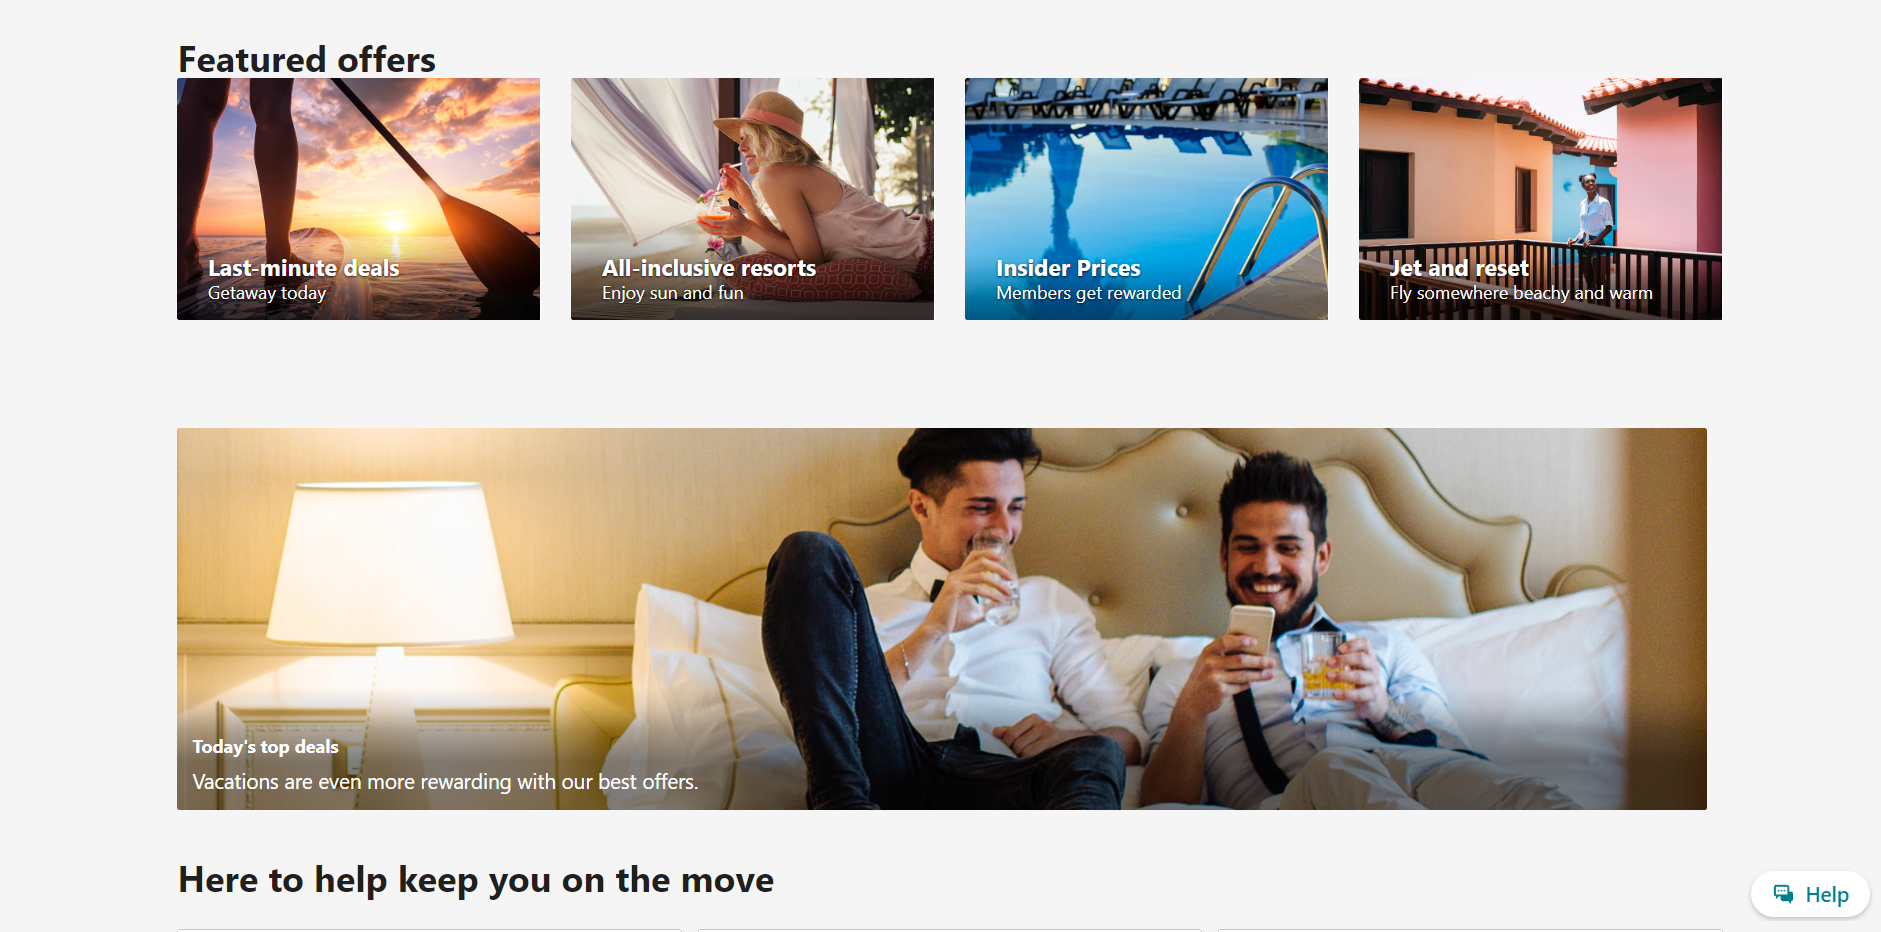 Featured offers
Last-minute deals
Getaway today
All-inclusive resorts
Enjoy sun and fun
Insider Prices
Members get rewarded
Jet and reset
Fly somewhere beachy and warm
Today's top deals
Vacations are even more rewarding with our best offers.
Here to help keep you on the move
Help